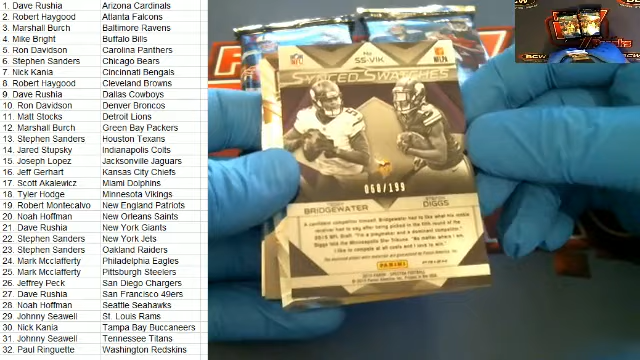 1. Dave Rushia Arizona Cardinals
2. Robert Haygood Atlanta Falcons
3. Marshall Burch Baltimore Ravens
4. Mike Bright Buffalo Bills
5. Ron Davidson Carolina Panthers
6. Stephen Sanders Chicago Bears
7. Nick Kania Cincinnati Bengals
8. Robert Haygood Cleveland Browns
9. Dave Rushia Dallas Cowboys
10. Ron Davidson Denver Broncos
11. Matt Stocks Detroit Lions
12. Marshall Burch Green Bay Packers
13. Stephen Sanders Houston Texans
14. Jared Stupsky Indianapolis Colts
15. Joseph Lopez Jacksonville Jaguars
16. Jeff Gerhart Kansas City Chiefs
17. Scott Akalewicz Miami Dolphins
18. Tyler Hodge Minnesota Vikings
19. Robert Montecalvo New England Patriots
20. Noah Hoffman New Orleans Saints
21. Dave Rushia New York Giants
22. Stephen Sanders New York Jets
23. Stephen Sanders Oakland Raiders
24. Mark Mcclafferty Philadelphia Eagles
25. Mark Mcclafferty Pittsburgh Steelers
26. Jeffrey Peck San Diego Chargers
27. Dave Rushia San Francisco 49ers
28. Noah Hoffman Seattle Seahawks
29. Johnny Seawell St. Louis Rams
30. Nick Kania Tampa Bay Buccaneers
31. Johnny Seawell Tennessee Titans
32. Paul Ringuette Washington Redskins
No.
SS-VIK
NFL
NFLPA
SYNCED SWATCHES
060/199
BRIDGEWATER
DIGGS
PANINI